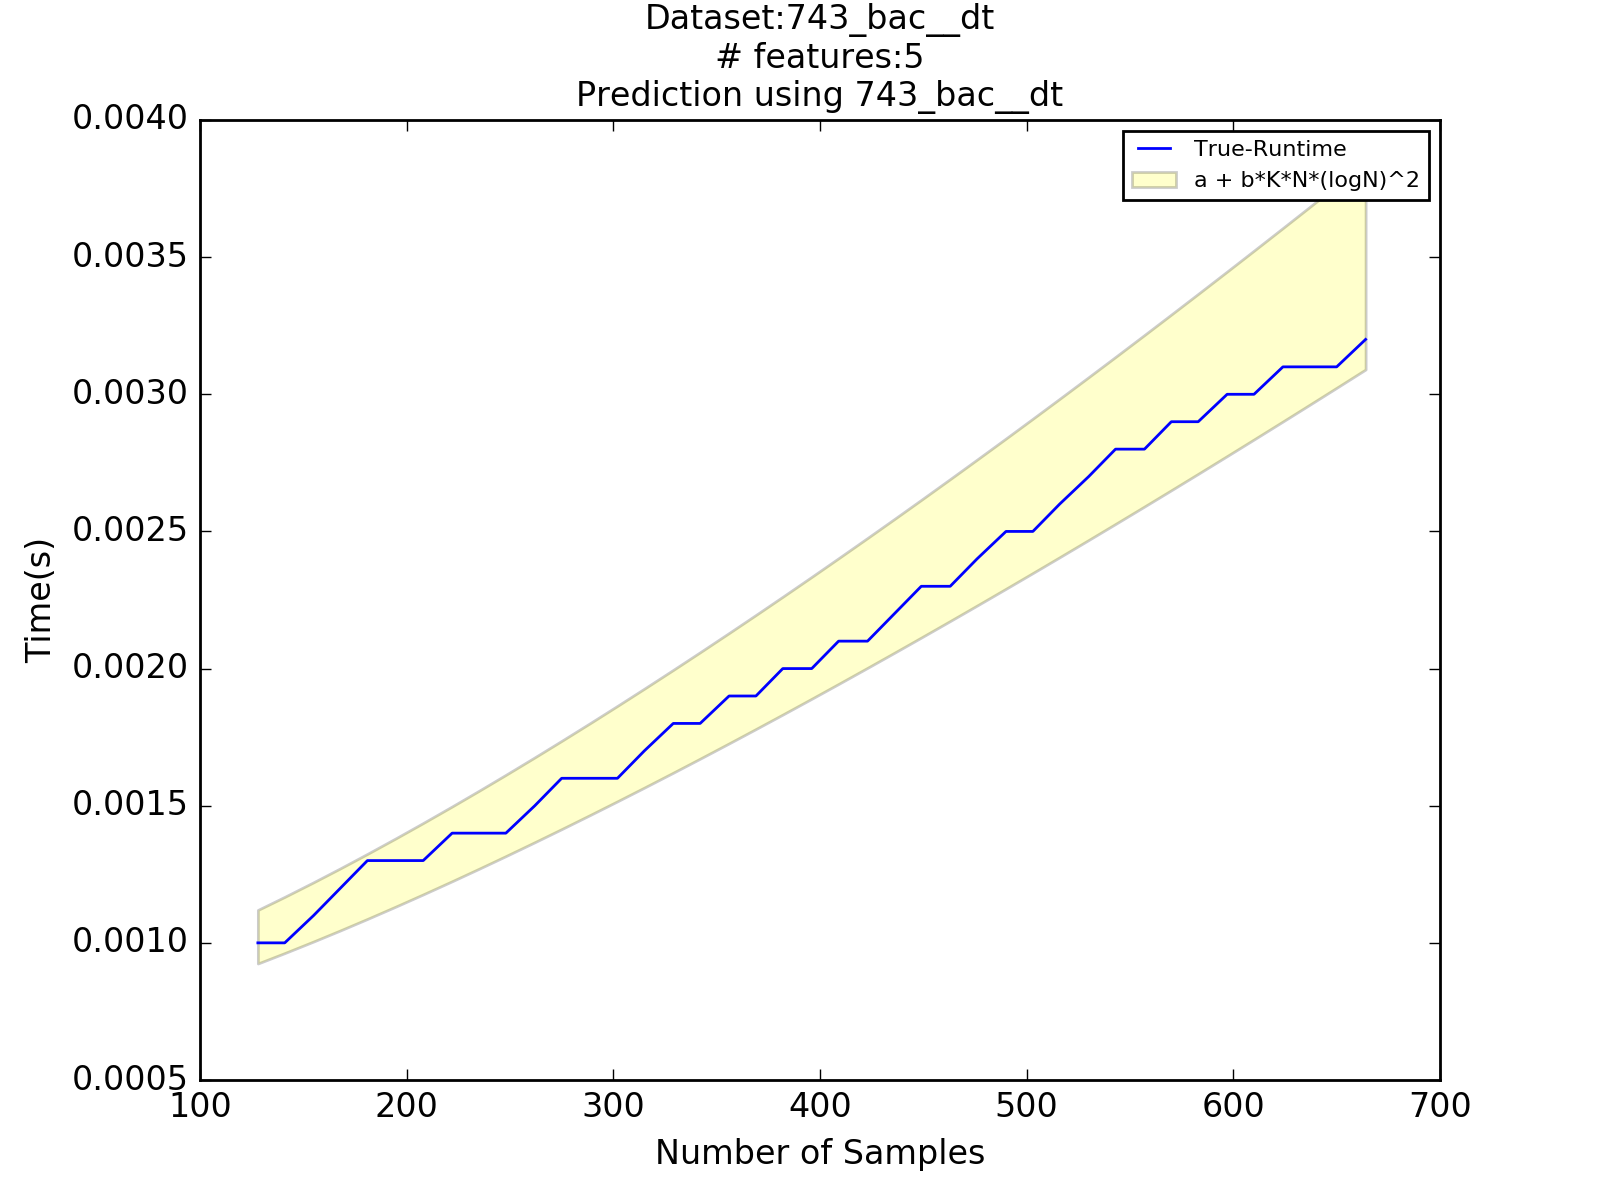 Dataset:743_bac__dt
# features:5
Prediction using 743_bac__dt
True-Runtime
a + b*K*N*(logN)^2
0.0040
0.0035
0.0030
0.0025
0.0020
0.0015
0.0010
0.0005
Time(s)
100 200 300 400 500 600 700
Number of Samples